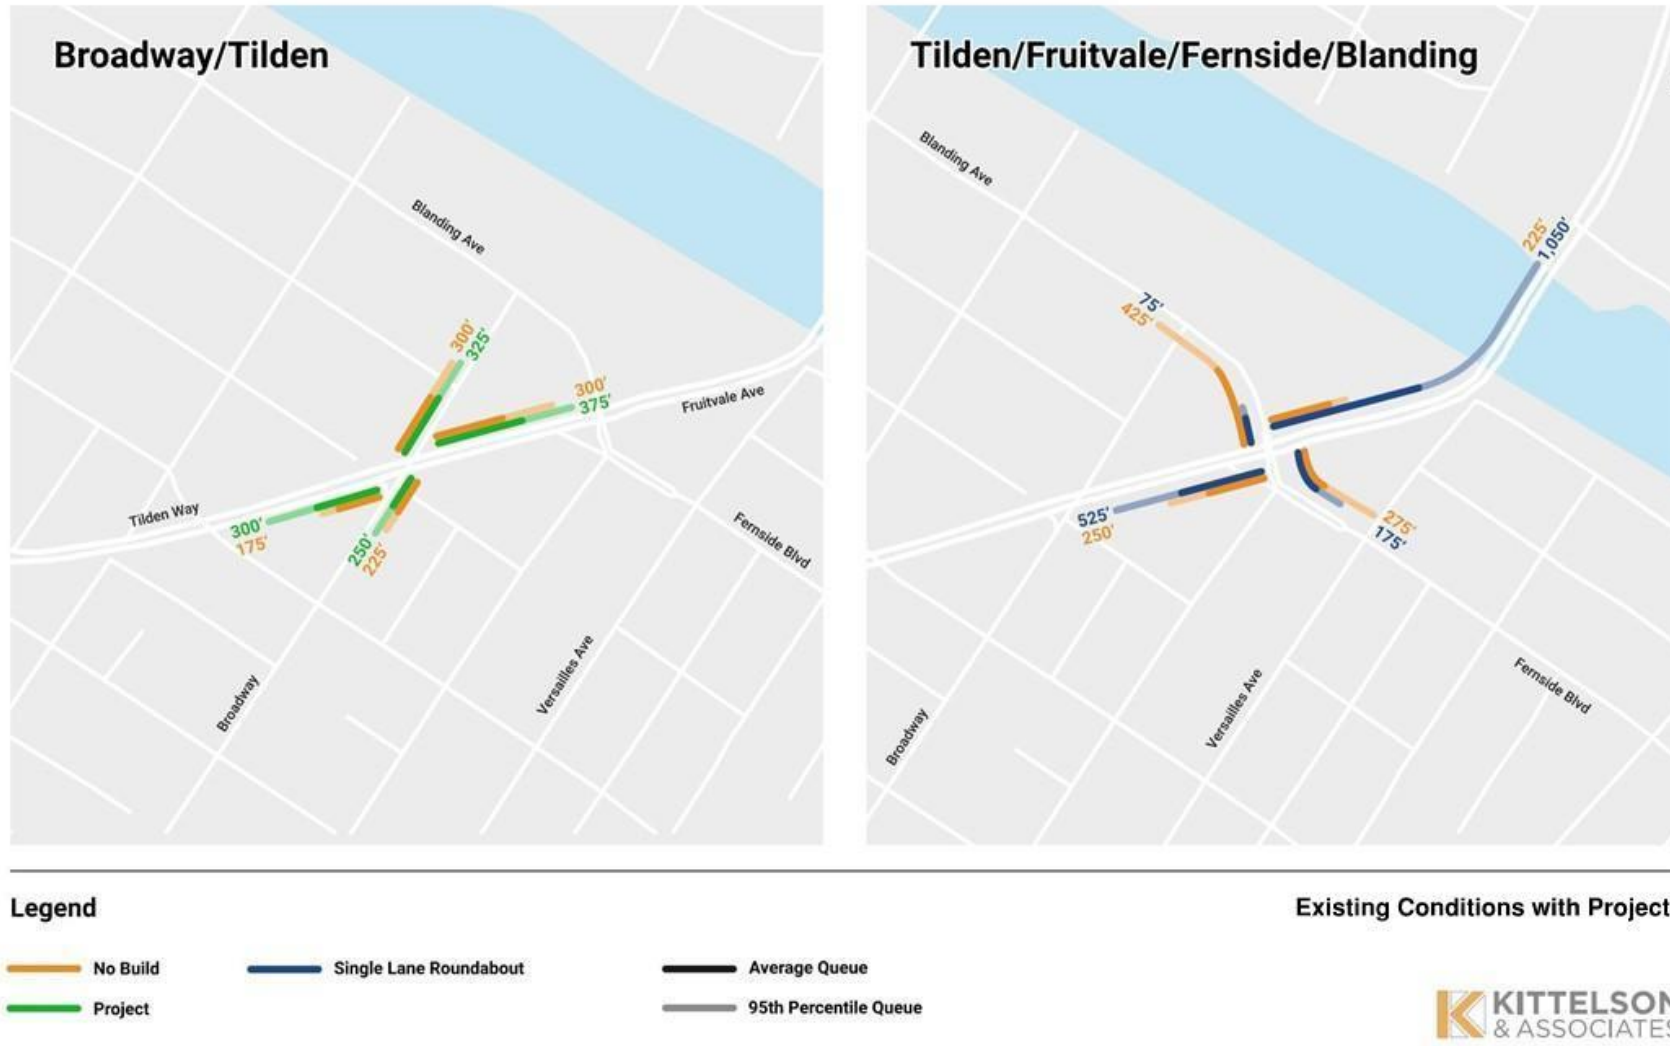 Broadway/Tilden
Blanding Ave
300'
325'
300'
375'
Fruitvale Ave
Tilden Way
300'
175'
250'
225'
Fernside Blvd
Versailles Ave
Broadway
Tilden/Fruitvale/Fernside/Blanding
Blanding Ave
225'
1,050'
75'
425'
525'
250'
275'
175'
Fernside Blvd
Versailles Ave
Broadway
Legend
Existing Conditions with Project
No Build
Single Lane Roundabout
Average Queue
Project
95th Percentile Queue
KITTELSON
& ASSOCIATES